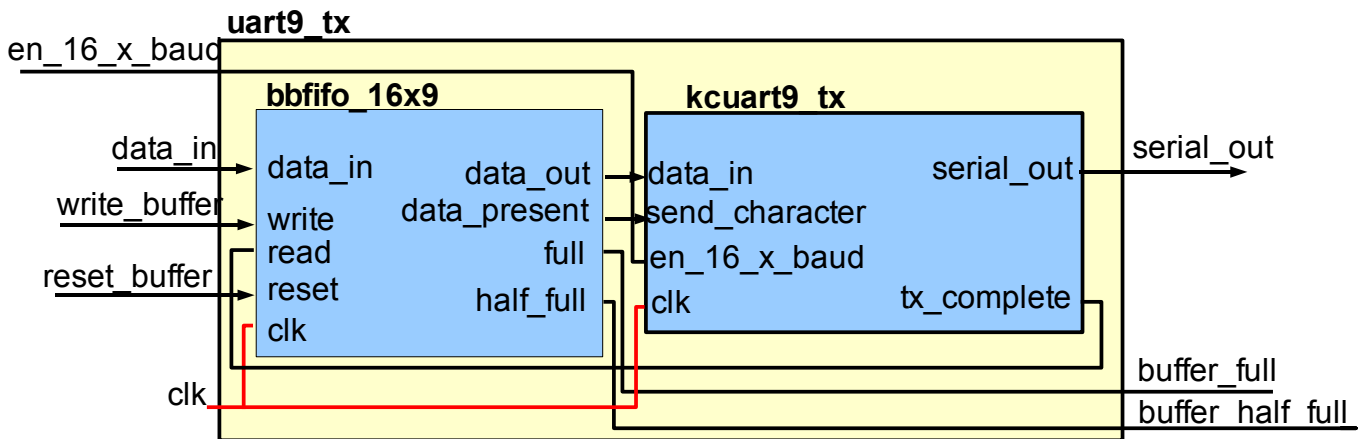 uart9_tx
en_16_x_baud
bbfifo_16x9
kcuart9_tx
data_in
write_buffer
reset_buffer
clk
data_in
write
read
reset
clk
data_out
data_present
full
half_full
data_in
send_character
en_16_x_baud
clk
serial_out
tx_complete
serial_out
buffer_full
buffer_half_full